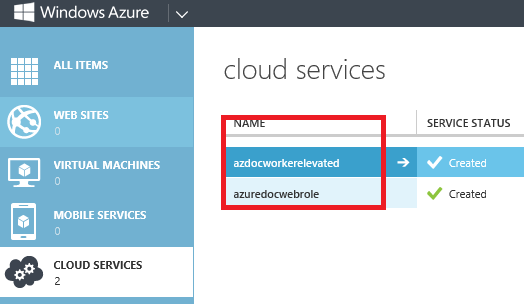 Windows Azure
ALL ITEMS
WEB SITES
0
VIRTUAL MACHINES
0
MOBILE SERVICES
0
CLOUD SERVICES
2
cloud services
NAME SERVICE STATUS
azdocworkerelevated Created
azuredocwebrole Created